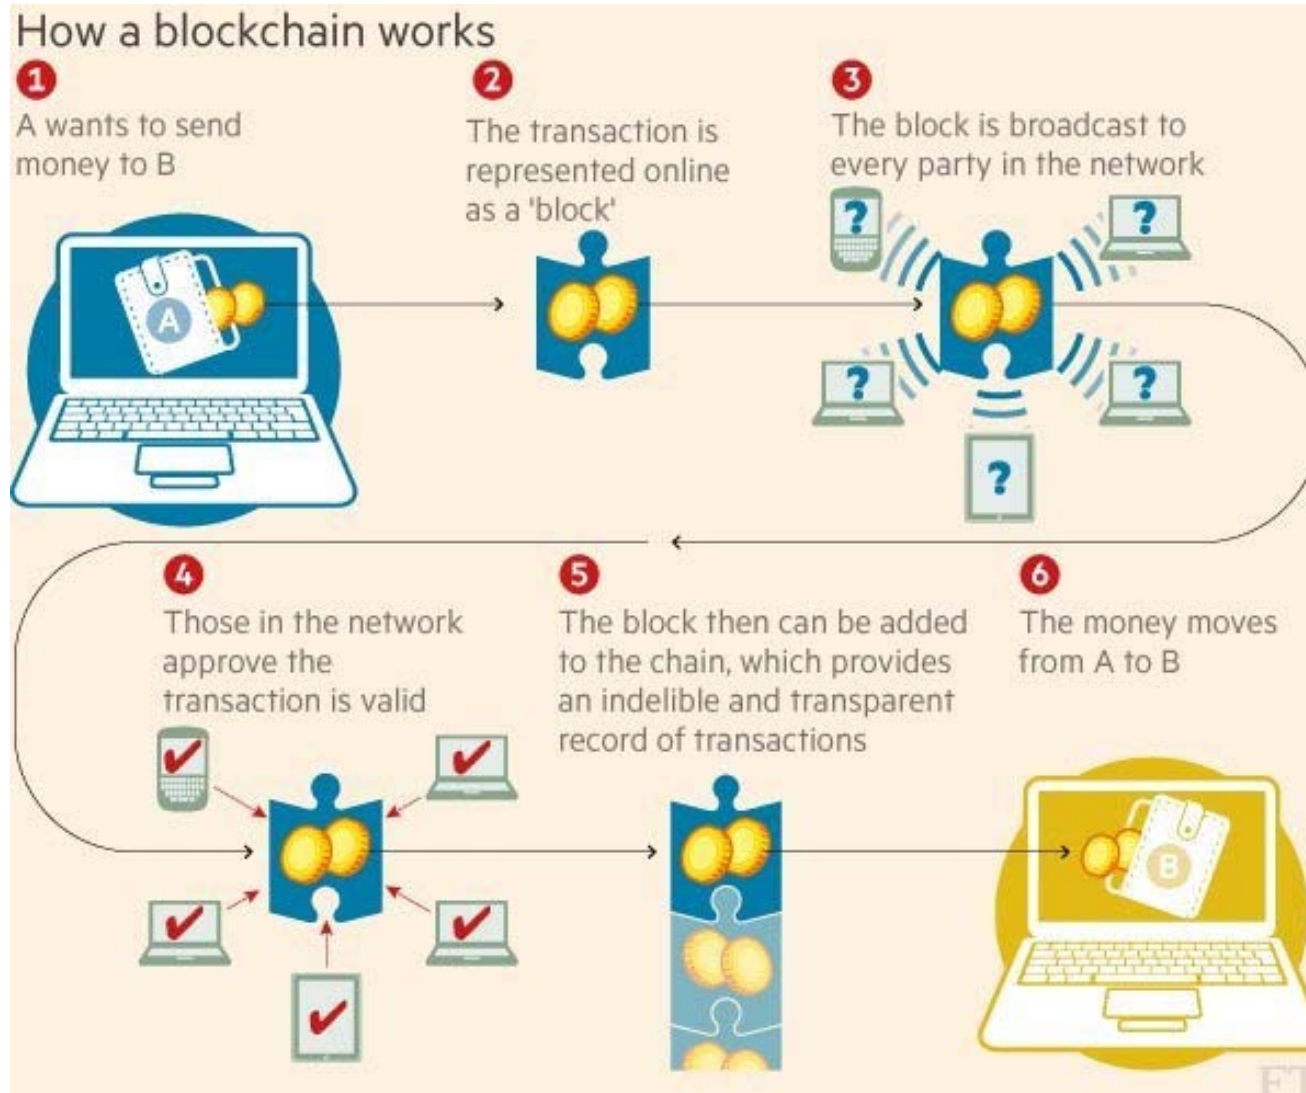 How a blockchain works
1
A wants to send
money to B
2
The transaction is
represented online
as a 'block'
3
The block is broadcast to
every party in the network
A
?
?
?
?
?
4
Those in the network
approve the
transaction is valid
5
The block then can be added
to the chain, which provides
an indelible and transparent
record of transactions
6
The money moves
from A to B
B
FT